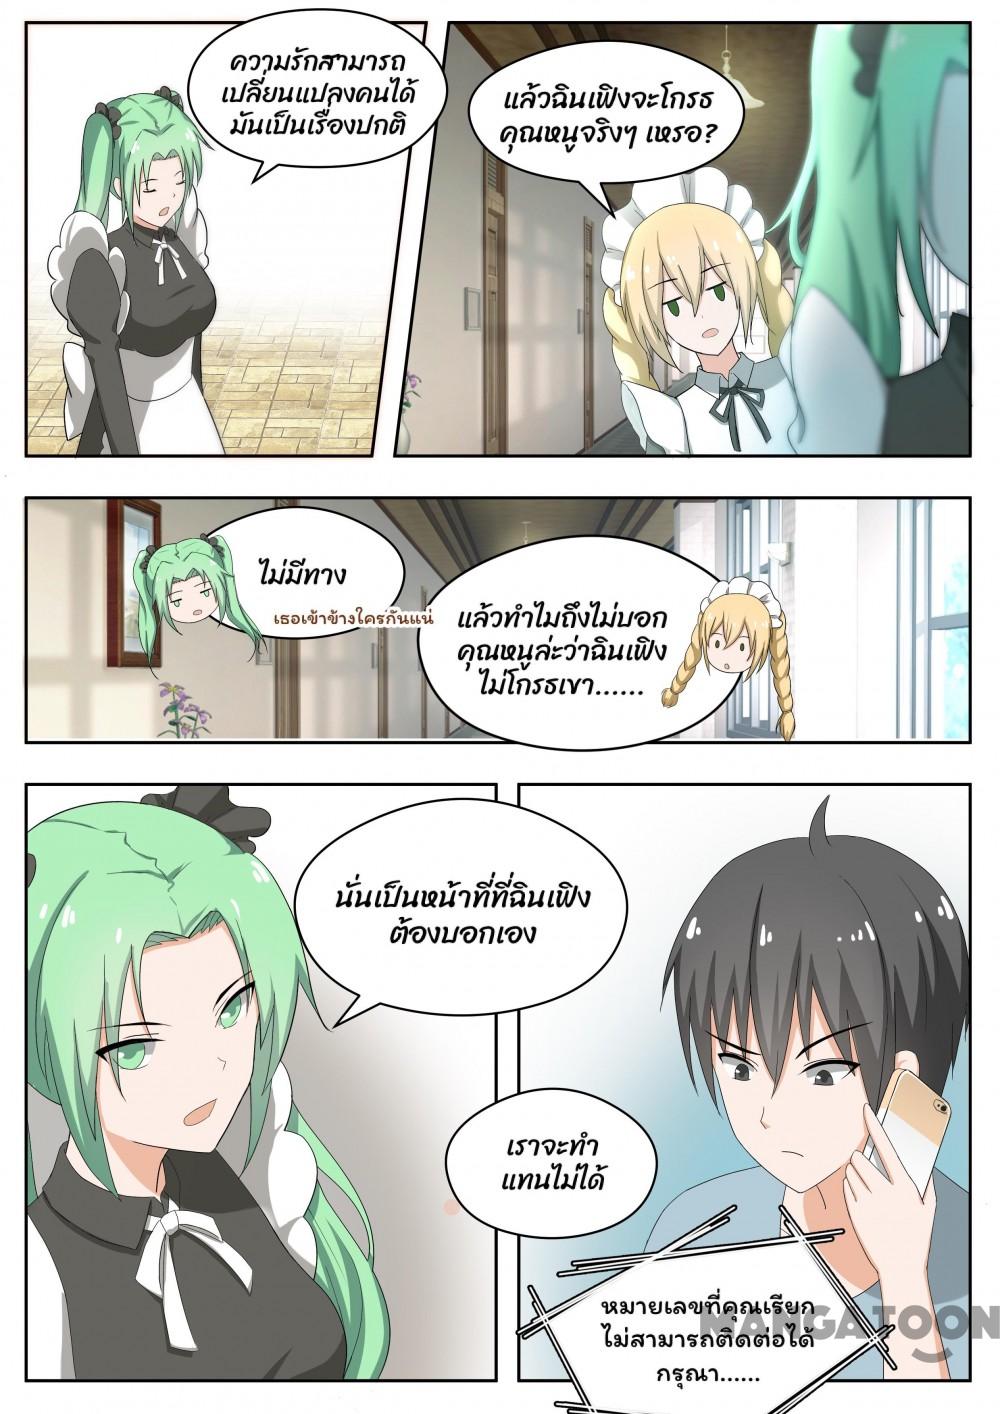 ความรักสามารถ
เปลี่ยนแปลงคนได้
มันเป็นเรื่องปกติ
แล้วฉินเฟิงจะโกรธ
คุณหนูจริงๆ เหรอ?
ไม่มีทาง
เธอเข้าข้างใครกันแน่
แล้วทำไมถึงไม่บอก
คุณหนูล่ะว่าฉินเฟิง
ไม่โกรธเขา......
นั่นเป็นหน้าที่ที่ฉินเฟิง
ต้องบอกเอง
เราจะทำ
แทนไม่ได้
หมายเลขที่คุณเรียก
ไม่สามารถติดต่อได้
กรุณา......
MANGATOON